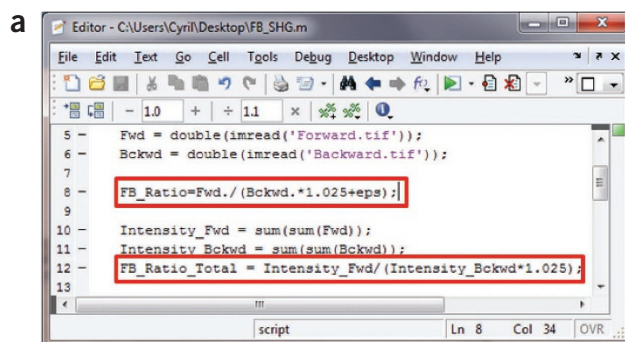 a
Editor - C:\Users\Cyril\Desktop\FB_SHG.m
File Edit Text Go Cell Tools Debug Desktop Window Help
- 1.0 + ÷ 1.1 ×
5 - Fwd = double(imread('Forward.tif'));
6 - Bckwd = double(imread('Backward.tif'));
7
8 - FB_Ratio=Fwd./(Bckwd.*1.025+eps);
9
10 - Intensity_Fwd = sum(sum(Fwd));
11 - Intensity_Bckwd = sum(sum(Bckwd));
12 - FB_Ratio_Total = Intensity_Fwd/(Intensity_Bckwd*1.025);
13
script Ln 8 Col 34 OVR